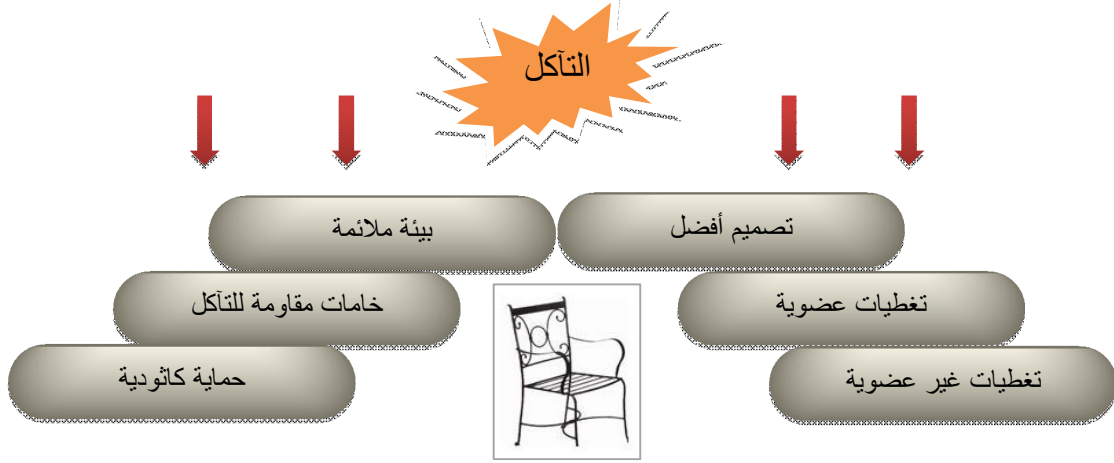 التآكل
تصميم أفضل
بيئة ملائمة
تغطيات عضوية
خامات مقاومة للتآكل
تغطيات غير عضوية
حماية كاثودية